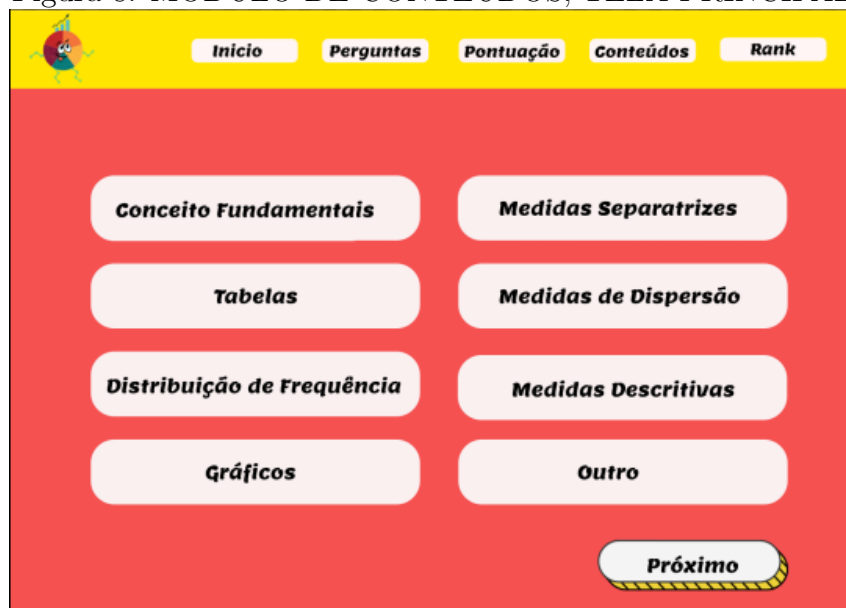 Início Perguntas Pontuação Conteúdos Rank
Conceito Fundamentais
Medidas Separatrizes
Tabelas
Medidas de Dispersão
Distribuição de Frequência
Medidas Descritivas
Gráficos
Outro
Próximo